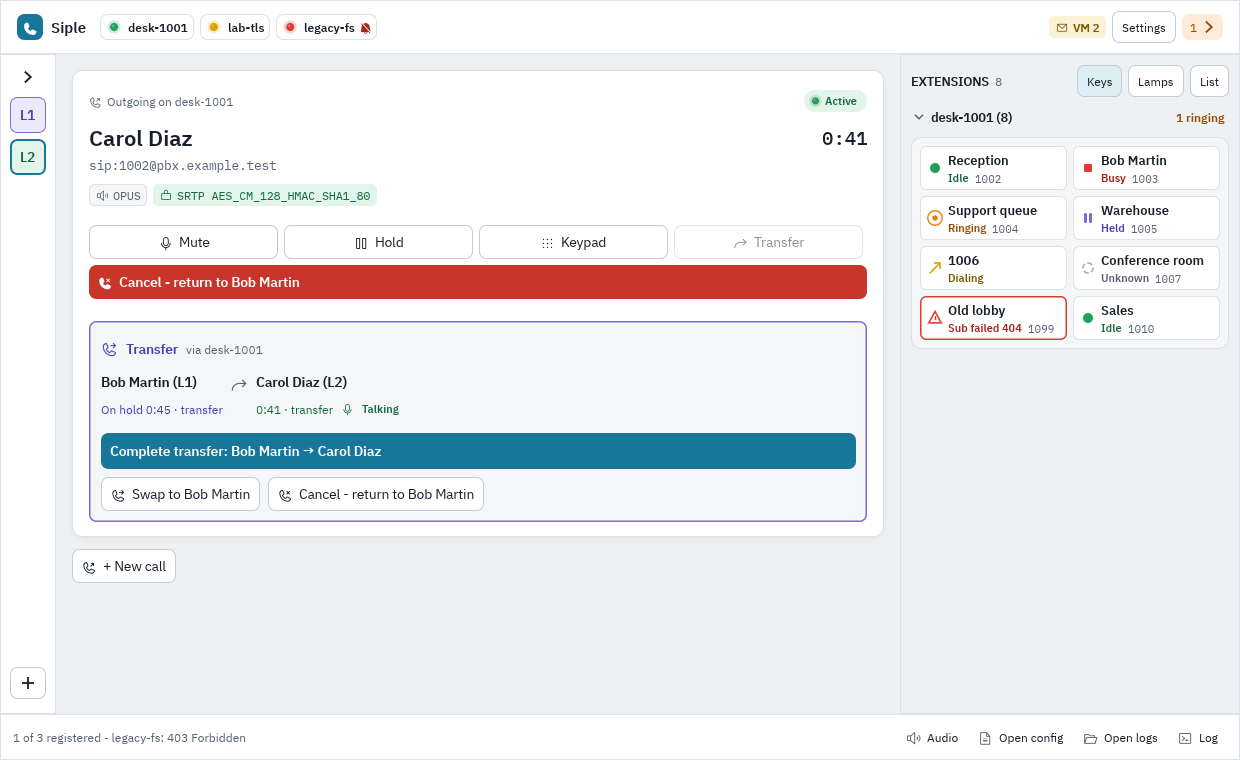 Siple
desk-1001
lab-tls
legacy-fs
VM 2
Settings
1
L1
L2
Outgoing on desk-1001
Active
Carol Diaz
0:41
sip:1002@pbx.example.test
OPUS
SRTP AES_CM_128_HMAC_SHA1_80
Mute
Hold
Keypad
Transfer
Cancel - return to Bob Martin
Transfer via desk-1001
Bob Martin (L1)
Carol Diaz (L2)
On hold 0:45 · transfer
0:41 · transfer
Talking
Complete transfer: Bob Martin → Carol Diaz
Swap to Bob Martin
Cancel - return to Bob Martin
+ New call
EXTENSIONS 8
Keys
Lamps
List
desk-1001 (8)
1 ringing
Reception
Idle 1002
Bob Martin
Busy 1003
Support queue
Ringing 1004
Warehouse
Held 1005
1006
Dialing
Conference room
Unknown 1007
Old lobby
Sub failed 404 1099
Sales
Idle 1010
1 of 3 registered - legacy-fs: 403 Forbidden
Audio
Open config
Open logs
Log